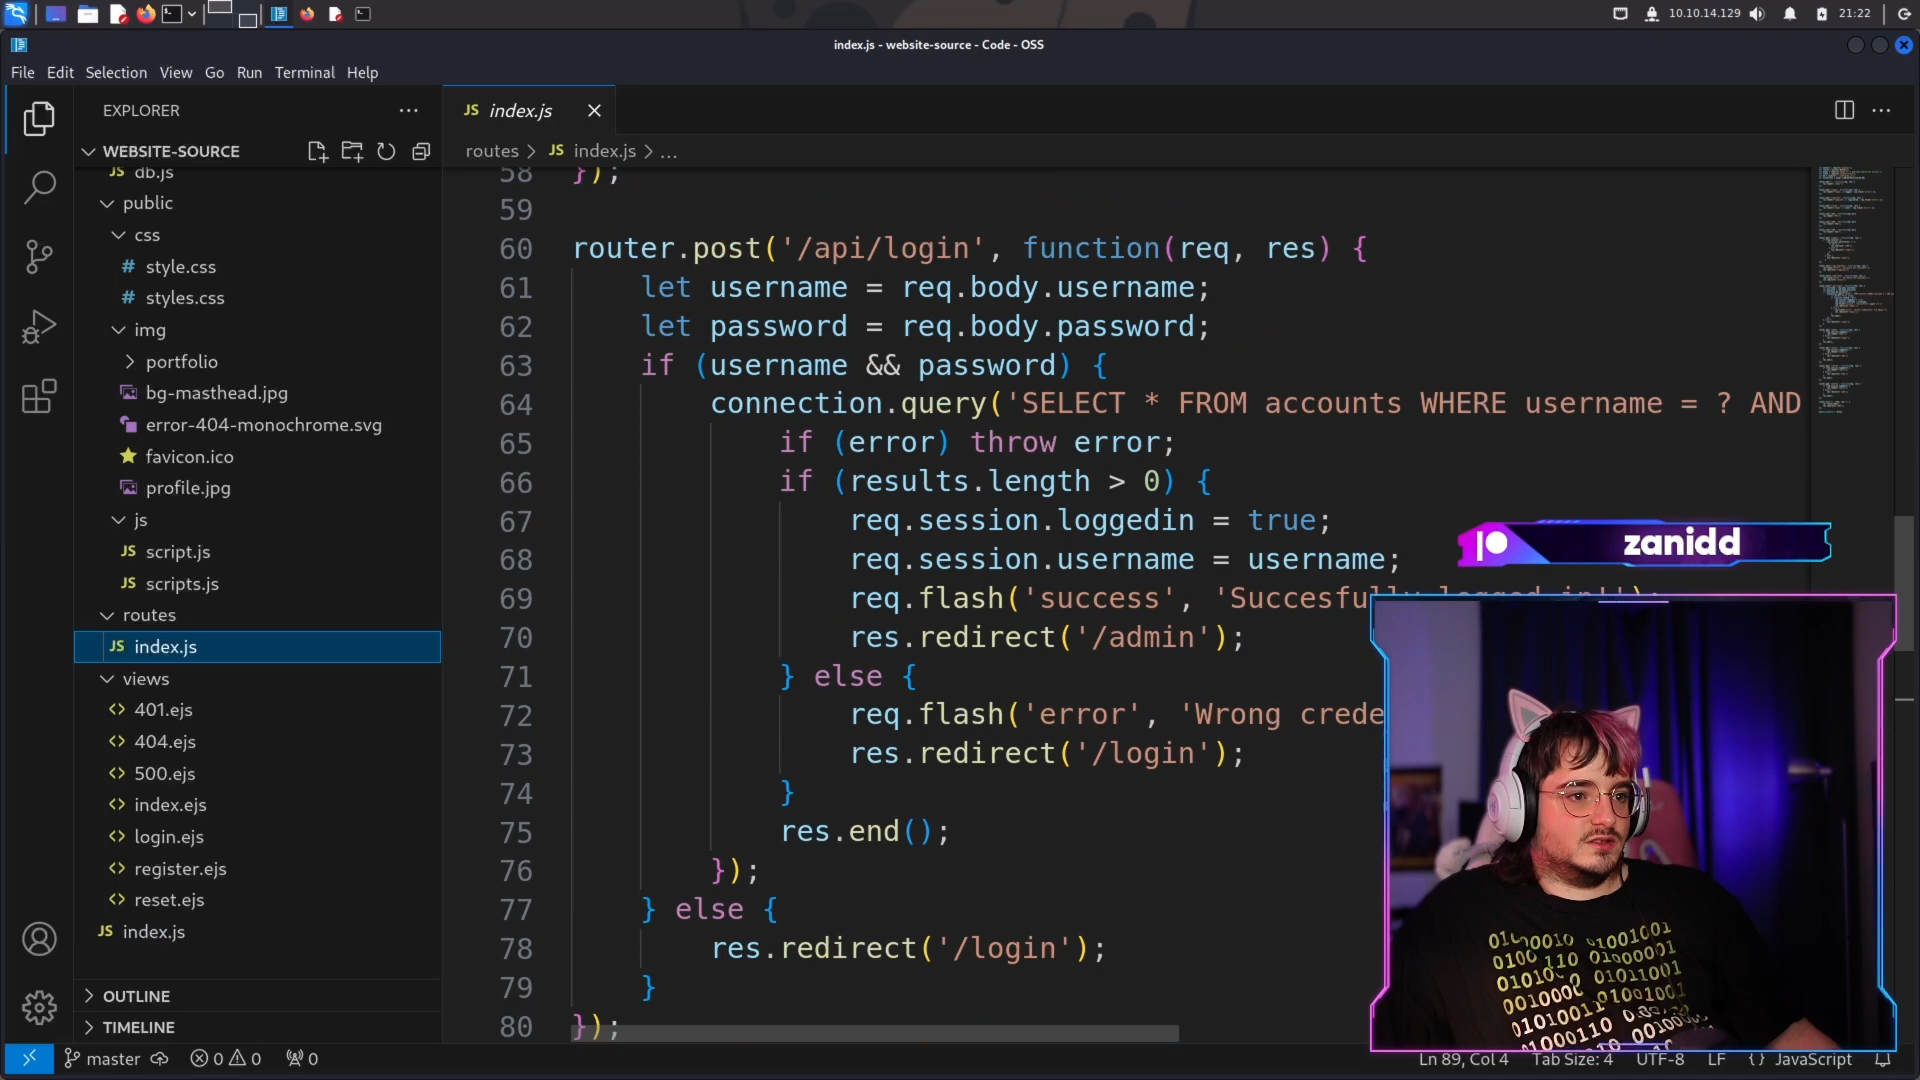 10.10.14.129
21:22
index.js - website-source - Code - OSS
File Edit Selection View Go Run Terminal Help
EXPLORER
JS index.js
WEBSITE-SOURCE
routes > JS index.js > ...
JS db.js
public
css
# style.css
# styles.css
img
portfolio
bg-masthead.jpg
error-404-monochrome.svg
favicon.ico
profile.jpg
js
JS script.js
JS scripts.js
routes
JS index.js
views
<> 401.ejs
<> 404.ejs
<> 500.ejs
<> index.ejs
<> login.ejs
<> register.ejs
<> reset.ejs
JS index.js
OUTLINE
TIMELINE
58 });
59
60 router.post('/api/login', function(req, res) {
61 let username = req.body.username;
62 let password = req.body.password;
63 if (username && password) {
64 connection.query('SELECT * FROM accounts WHERE username = ? AND
65 if (error) throw error;
66 if (results.length > 0) {
67 req.session.loggedin = true;
68 req.session.username = username;
69 req.flash('success', 'Succesfully logged in!');
70 res.redirect('/admin');
71 } else {
72 req.flash('error', 'Wrong crede
73 res.redirect('/login');
74 }
75 res.end();
76 });
77 } else {
78 res.redirect('/login');
79 }
80 });
zanidd
master
0 0
0
Ln 89, Col 4
Tab Size: 4
UTF-8
LF
{} JavaScript